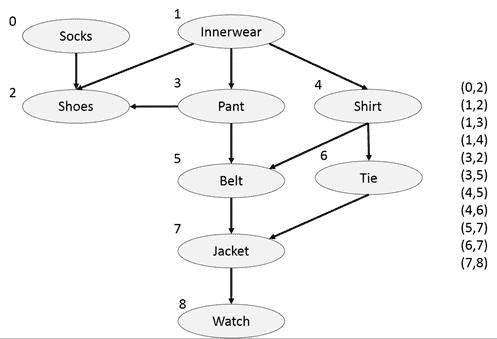 0
Socks
1
Innerwear
2
Shoes
3
Pant
4
Shirt
5
Belt
6
Tie
7
Jacket
8
Watch
(0,2)
(1,2)
(1,3)
(1,4)
(3,2)
(3,5)
(4,5)
(4,6)
(5,7)
(6,7)
(7,8)